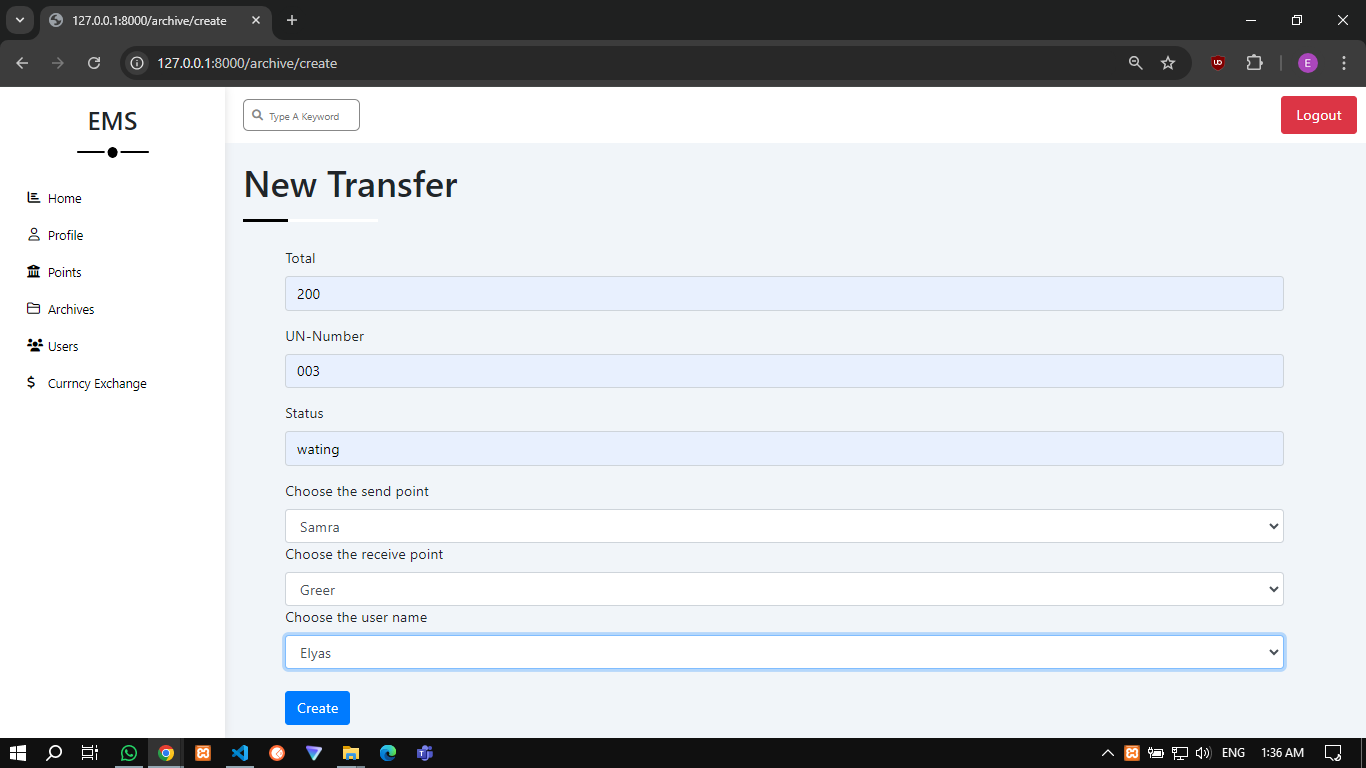 127.0.0.1:8000/archive/create
127.0.0.1:8000/archive/create
E
EMS
Type A Keyword
Logout
Home
Profile
Points
Archives
Users
Currncy Exchange
New Transfer
Total
200
UN-Number
003
Status
wating
Choose the send point
Samra
Choose the receive point
Greer
Choose the user name
Elyas
Create
ENG
1:36 AM